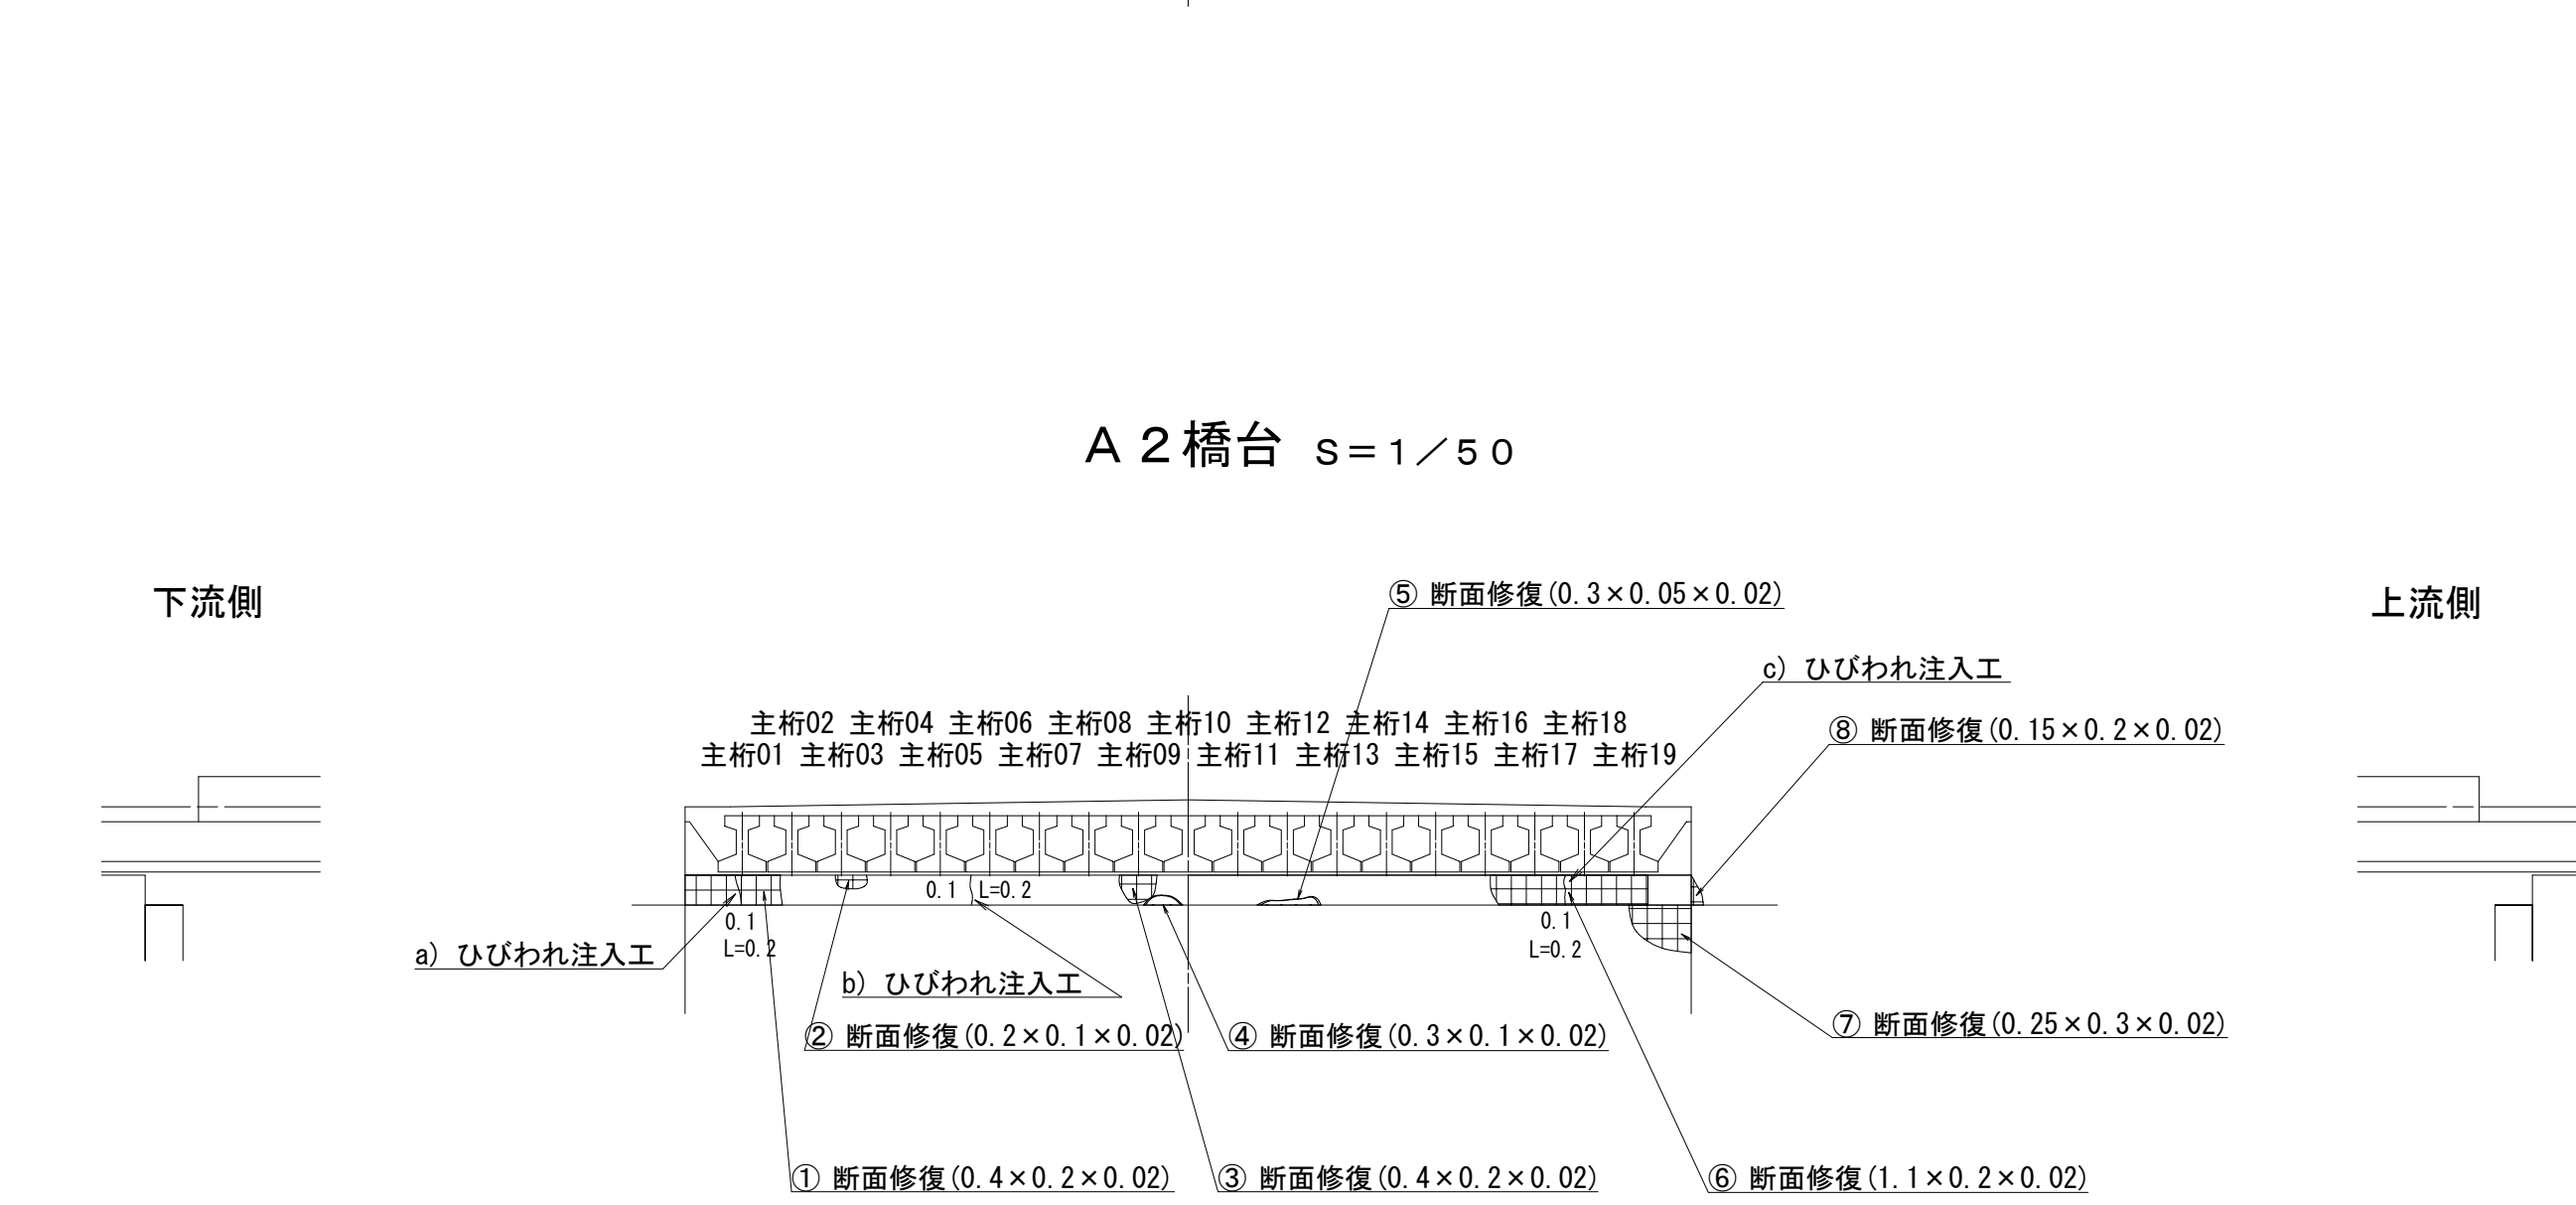 A2橋台 S=1/50
下流側
上流側
⑤ 断面修復(0.3×0.05×0.02)
c) ひびわれ注入工
⑧ 断面修復(0.15×0.2×0.02)
主桁02 主桁04 主桁06 主桁08 主桁10 主桁12 主桁14 主桁16 主桁18
主桁01 主桁03 主桁05 主桁07 主桁09 主桁11 主桁13 主桁15 主桁17 主桁19
0.1 L=0.2
0.1
L=0.2
0.1
L=0.2
a) ひびわれ注入工
b) ひびわれ注入工
② 断面修復(0.2×0.1×0.02)
④ 断面修復(0.3×0.1×0.02)
⑦ 断面修復(0.25×0.3×0.02)
① 断面修復(0.4×0.2×0.02)
③ 断面修復(0.4×0.2×0.02)
⑥ 断面修復(1.1×0.2×0.02)